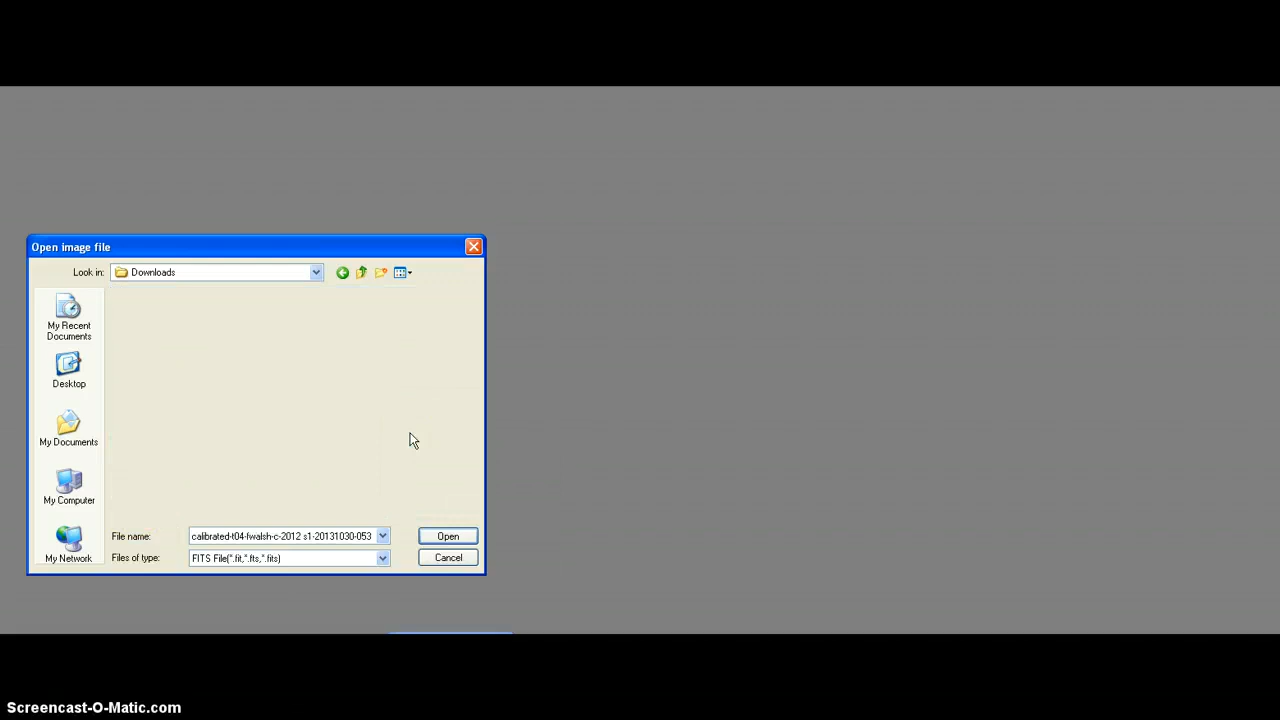 Open image file
Look in: Downloads
My Recent
Documents
Desktop
My Documents
My Computer
My Network
File name: calibrated-t04-fwalsh-c-2012 s1-20131030-053 Open
Files of type: FITS File(*.fit,*.fts,*.fits) Cancel
Screencast-O-Matic.com